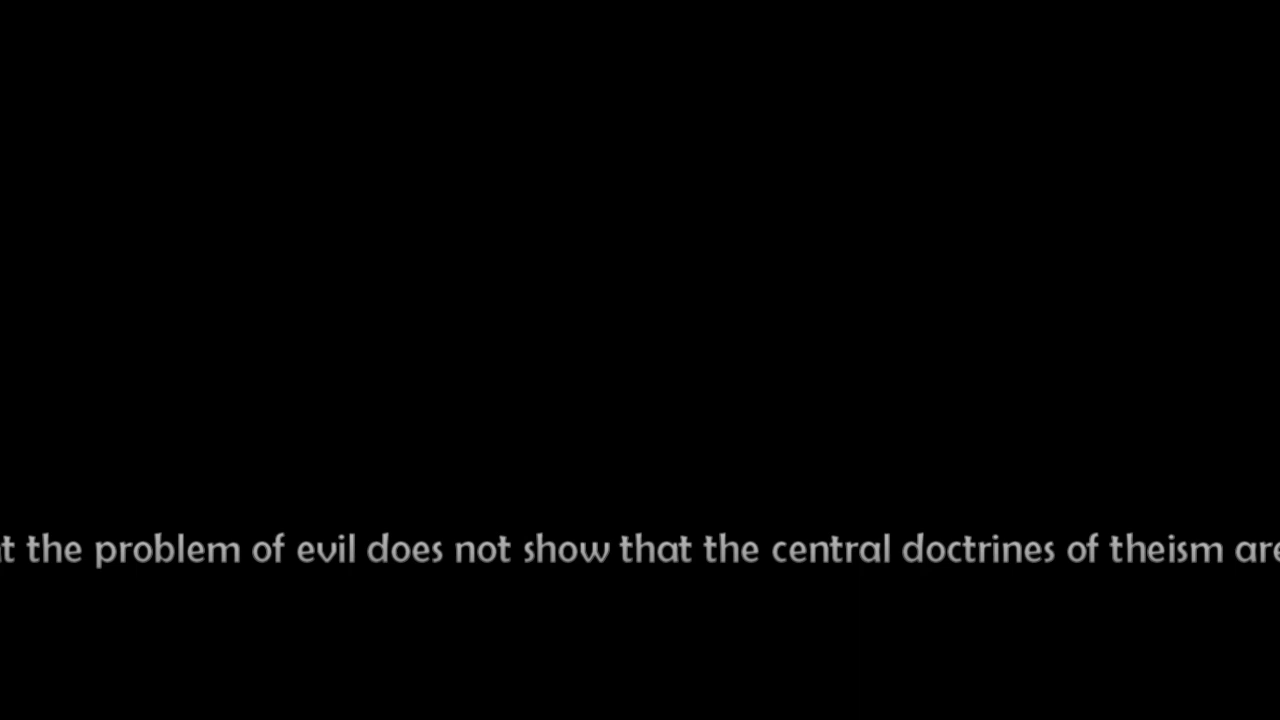 t the problem of evil does not show that the central doctrines of theism are